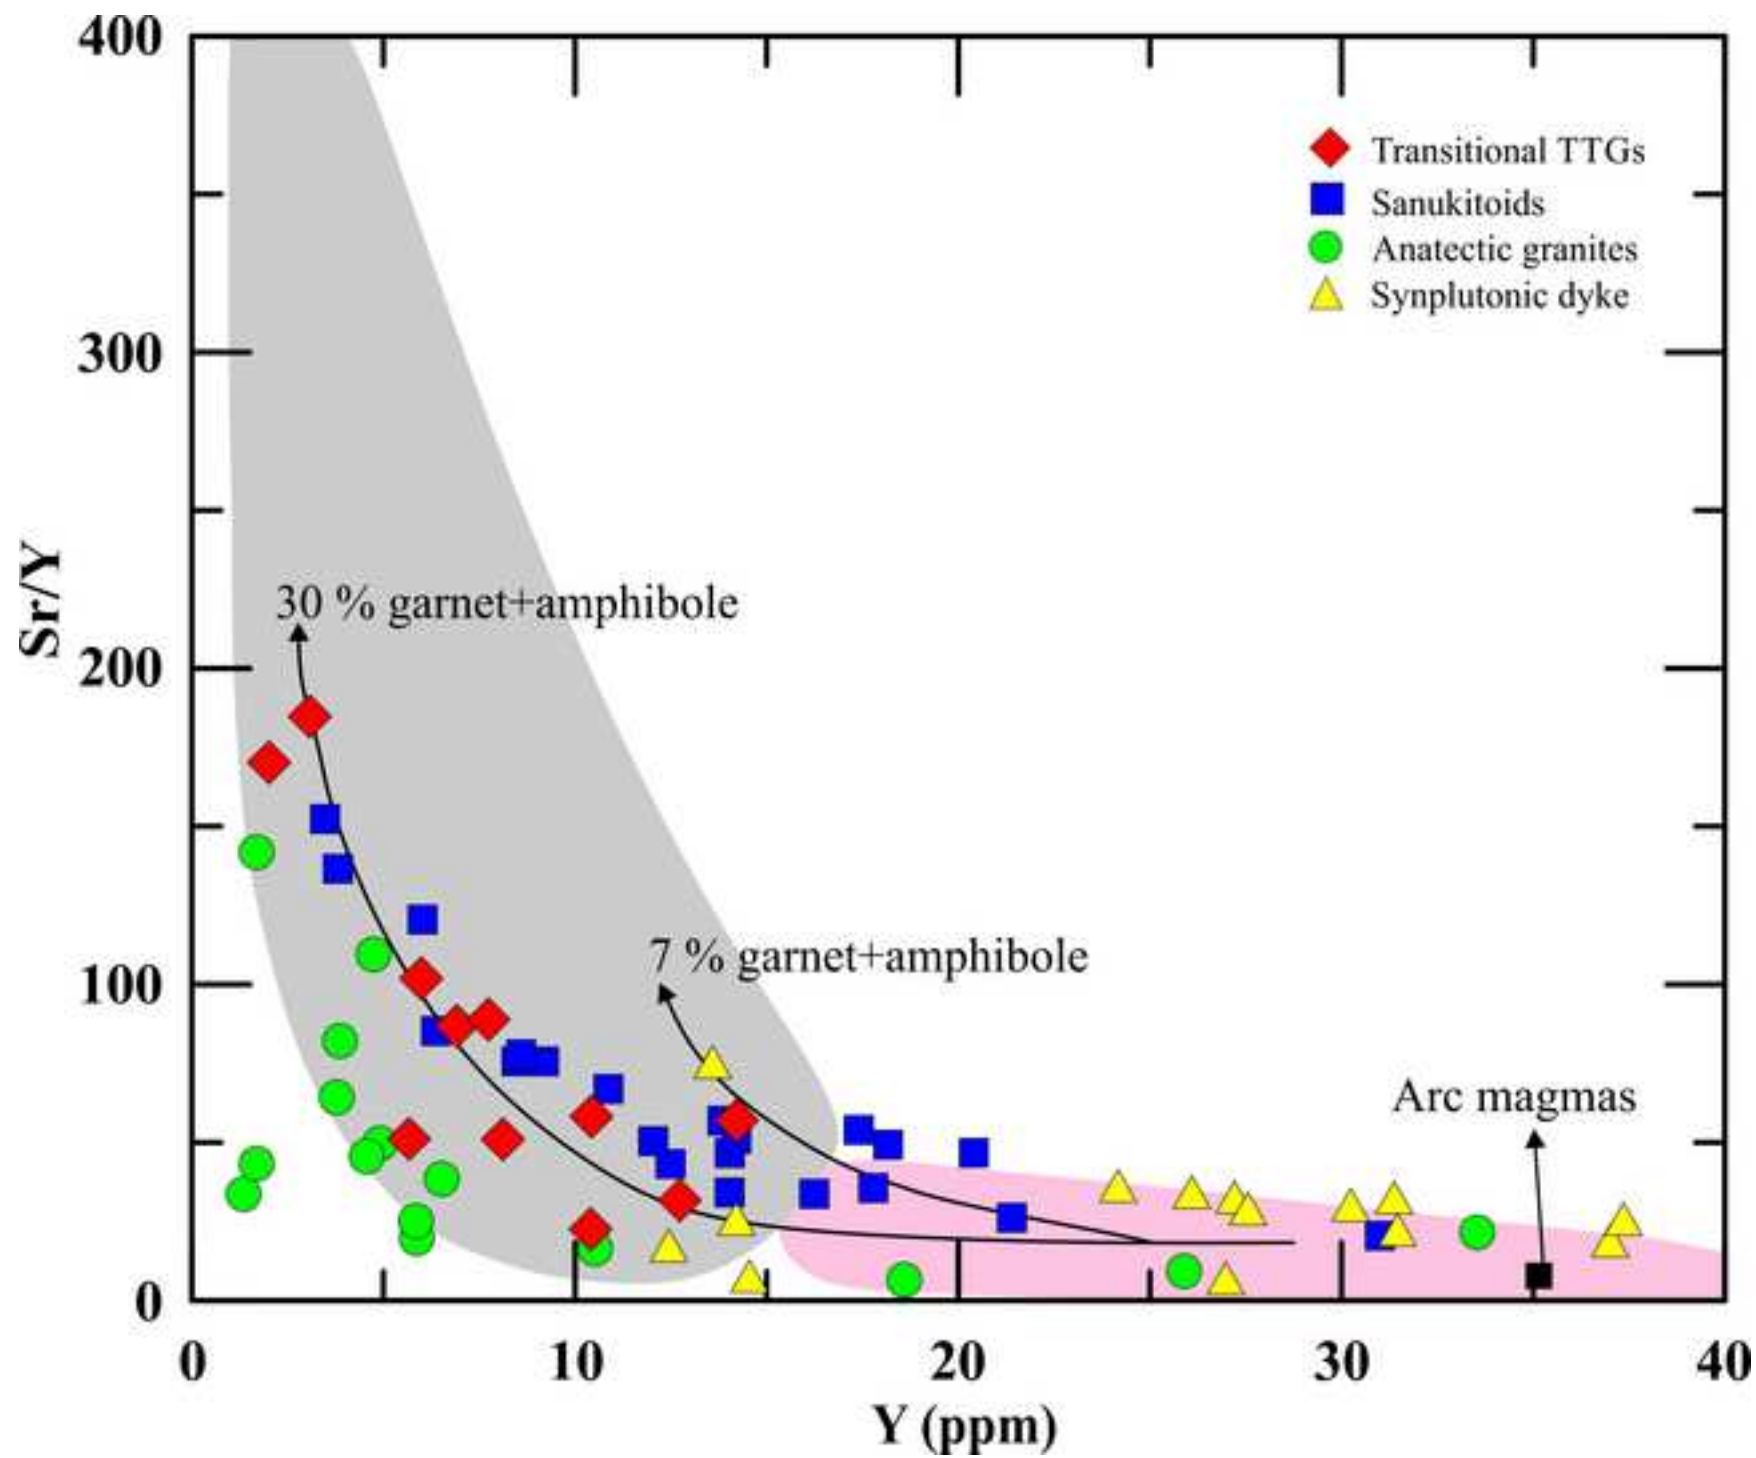 400
300
200
100
0
Sr/Y
Transitional TTGs
Sanukitoids
Anatectic granites
Synplutonic dyke
30 % garnet+amphibole
7 % garnet+amphibole
Arc magmas
0 10 20 30 40
Y (ppm)